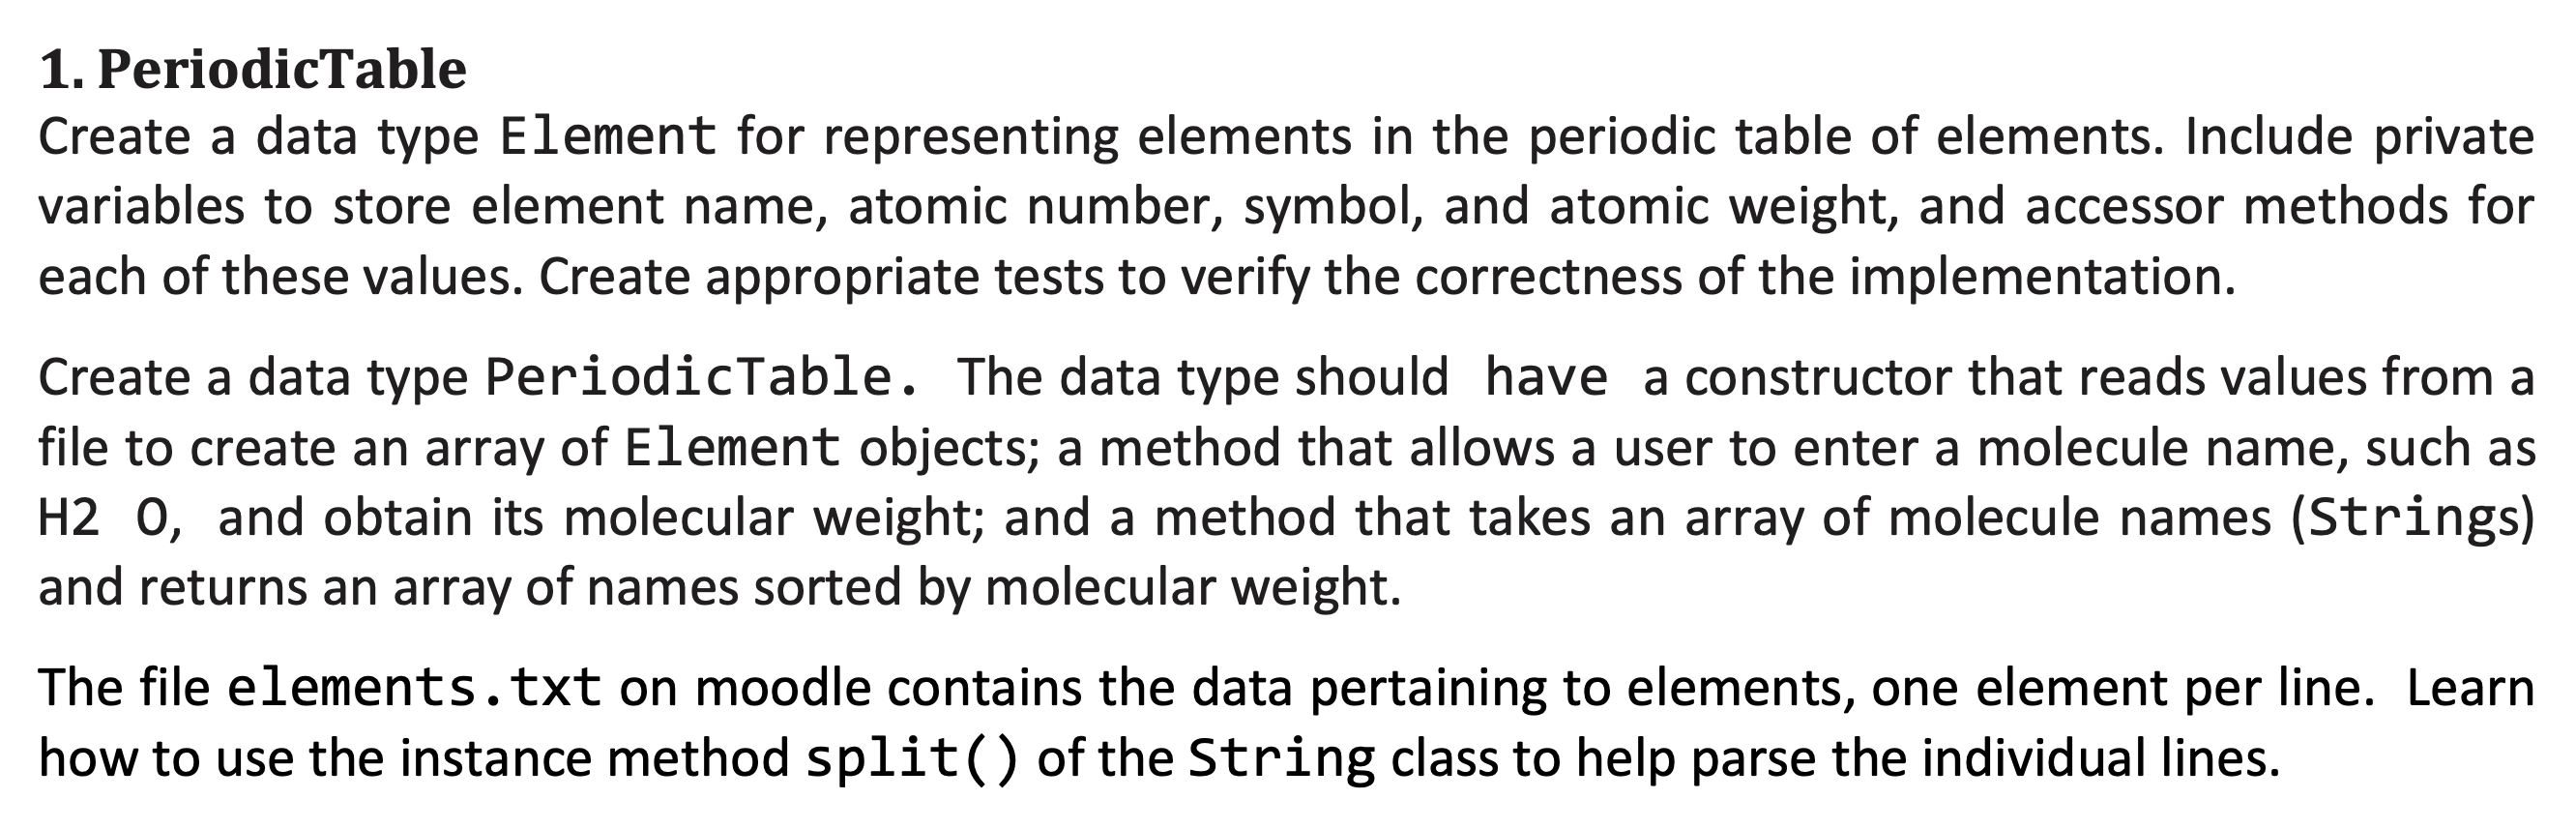 1. PeriodicTable
Create a data type Element for representing elements in the periodic table of elements. Include private
variables to store element name, atomic number, symbol, and atomic weight, and accessor methods for
each of these values. Create appropriate tests to verify the correctness of the implementation.
Create a data type PeriodicTable. The data type should have a constructor that reads values from a
file to create an array of Element objects; a method that allows a user to enter a molecule name, such as
H2 O, and obtain its molecular weight; and a method that takes an array of molecule names (Strings)
and returns an array of names sorted by molecular weight.
The file elements.txt on moodle contains the data pertaining to elements, one element per line. Learn
how to use the instance method split() of the String class to help parse the individual lines.